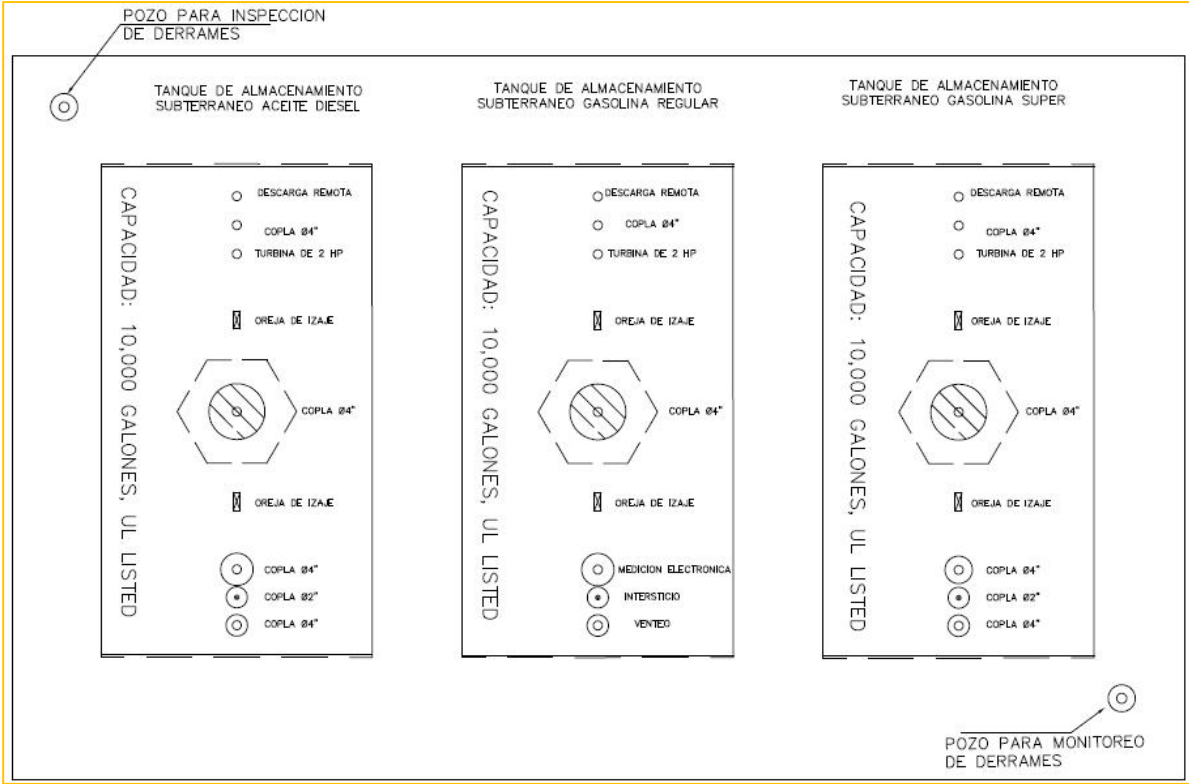 POZO PARA INSPECCION
DE DERRAMES
TANQUE DE ALMACENAMIENTO
SUBTERRANEO ACEITE DIESEL
CAPACIDAD: 10,000 GALONES, UL LISTED
DESCARGA REMOTA
COPLA Ø4"
TURBINA DE 2 HP
OREJA DE IZAJE
COPLA Ø4"
OREJA DE IZAJE
COPLA Ø4"
COPLA Ø2"
COPLA Ø4"
TANQUE DE ALMACENAMIENTO
SUBTERRANEO GASOLINA REGULAR
CAPACIDAD: 10,000 GALONES, UL LISTED
DESCARGA REMOTA
COPLA Ø4"
TURBINA DE 2 HP
OREJA DE IZAJE
COPLA Ø4"
OREJA DE IZAJE
MEDICION ELECTRONICA
INTERSTICIO
VENTEO
TANQUE DE ALMACENAMIENTO
SUBTERRANEO GASOLINA SUPER
CAPACIDAD: 10,000 GALONES, UL LISTED
DESCARGA REMOTA
COPLA Ø4"
TURBINA DE 2 HP
OREJA DE IZAJE
COPLA Ø4"
OREJA DE IZAJE
COPLA Ø4"
COPLA Ø2"
COPLA Ø4"
POZO PARA MONITOREO
DE DERRAMES